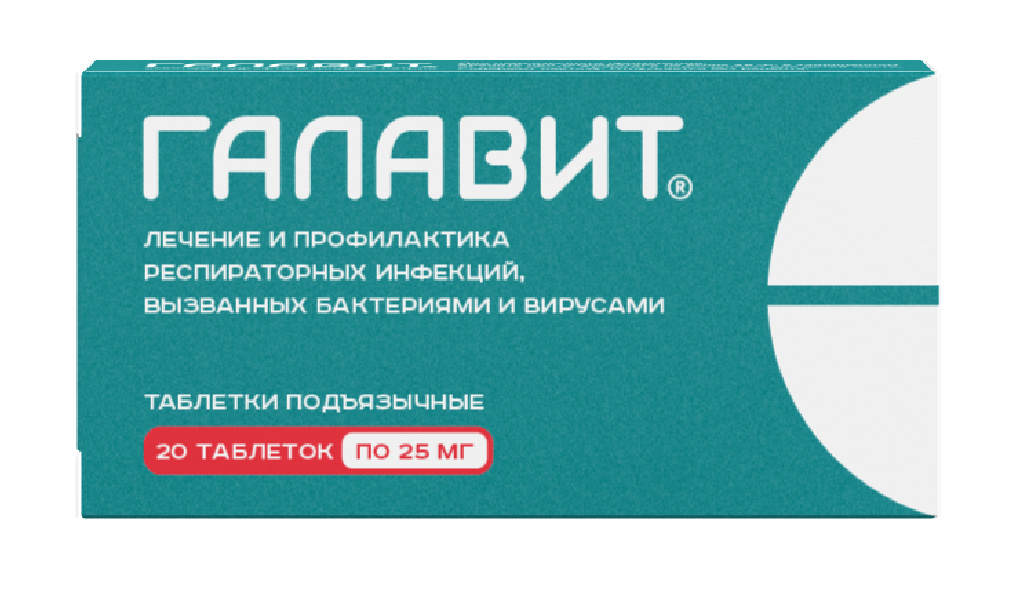 ГАЛАВИТ®
ЛЕЧЕНИЕ И ПРОФИЛАКТИКА
РЕСПИРАТОРНЫХ ИНФЕКЦИЙ,
ВЫЗВАННЫХ БАКТЕРИЯМИ И ВИРУСАМИ
ТАБЛЕТКИ ПОДЪЯЗЫЧНЫЕ
20 ТАБЛЕТОК ПО 25 МГ